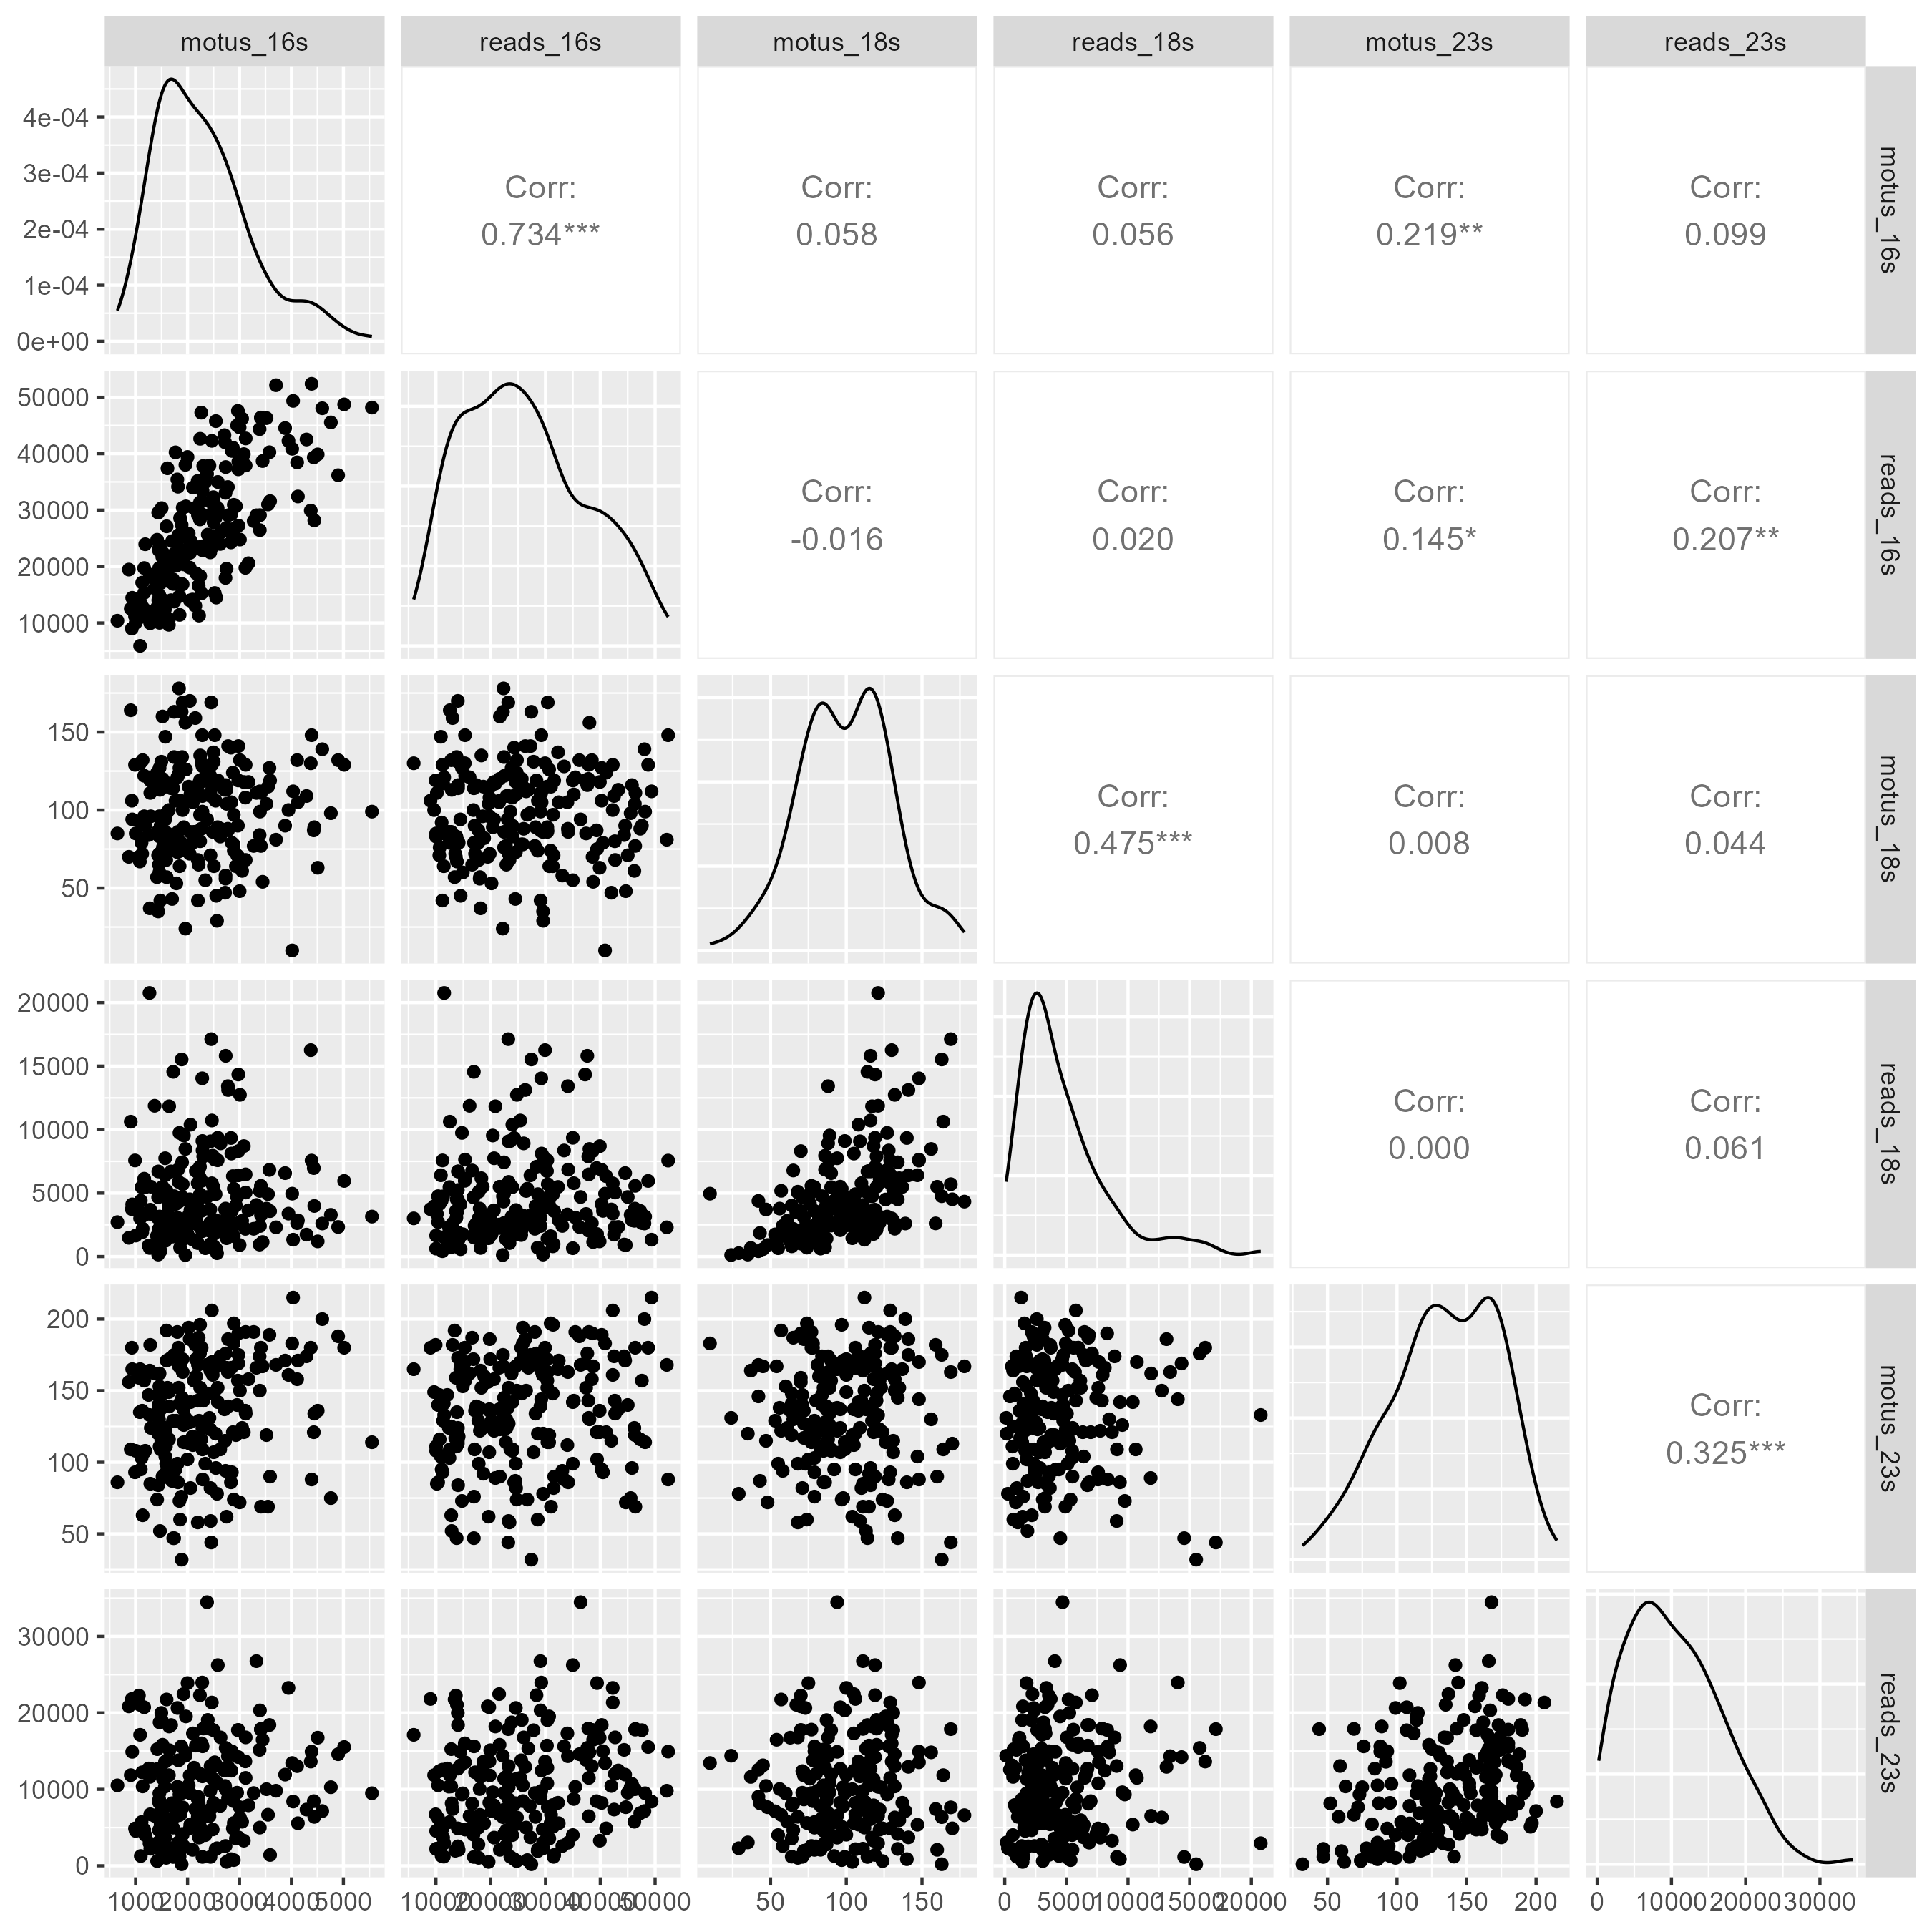 motus_16s reads_16s motus_18s reads_18s motus_23s reads_23s
4e-04
3e-04
2e-04
1e-04
0e+00
Corr:
0.734***
Corr:
0.058
Corr:
0.056
Corr:
0.219**
Corr:
0.099
motus_16s
50000
40000
30000
20000
10000
Corr:
-0.016
Corr:
0.020
Corr:
0.145*
Corr:
0.207**
reads_16s
150
100
50
Corr:
0.475***
Corr:
0.008
Corr:
0.044
motus_18s
20000
15000
10000
5000
0
Corr:
0.000
Corr:
0.061
reads_18s
200
150
100
50
Corr:
0.325***
motus_23s
30000
20000
10000
0
reads_23s
1000 2000 3000 4000 5000 10000 20000 30000 40000 50000 50 100 150 0 5000 10000 15000 20000 50 100 150 200 0 10000 20000 30000